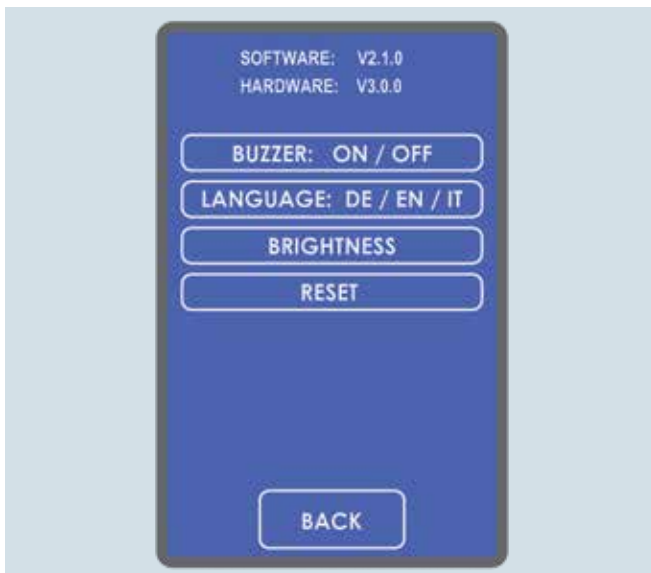 SOFTWARE: V2.1.0
HARDWARE: V3.0.0
BUZZER: ON / OFF
LANGUAGE: DE / EN / IT
BRIGHTNESS
RESET
BACK